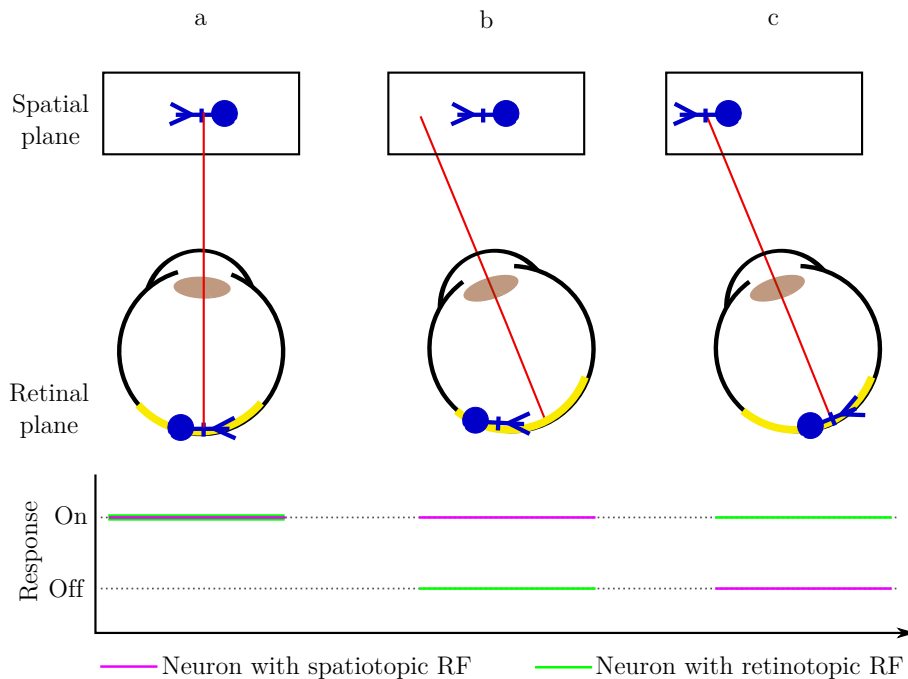 a
b
c
Spatial
plane
Retinal
plane
Response
On
Off
Neuron with spatiotopic RF
Neuron with retinotopic RF